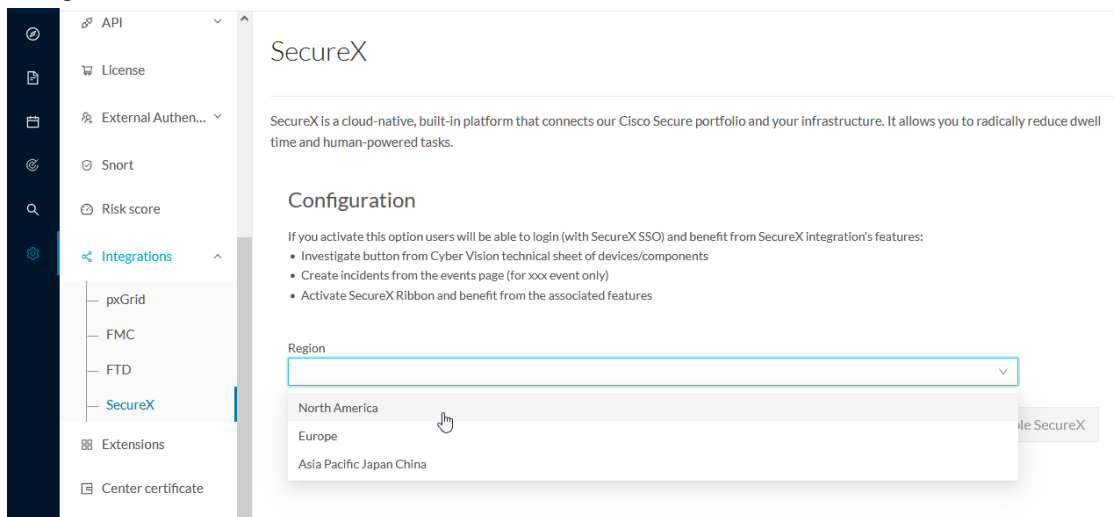 API
License
External Authen...
Snort
Risk score
Integrations
pxGrid
FMC
FTD
SecureX
Extensions
Center certificate
SecureX
SecureX is a cloud-native, built-in platform that connects our Cisco Secure portfolio and your infrastructure. It allows you to radically reduce dwell
time and human-powered tasks.
Configuration
If you activate this option users will be able to login (with SecureX SSO) and benefit from SecureX integration's features:
• Investigate button from Cyber Vision technical sheet of devices/components
• Create incidents from the events page (for xxx event only)
• Activate SecureX Ribbon and benefit from the associated features
Region
North America
Europe
Asia Pacific Japan China
SecureX